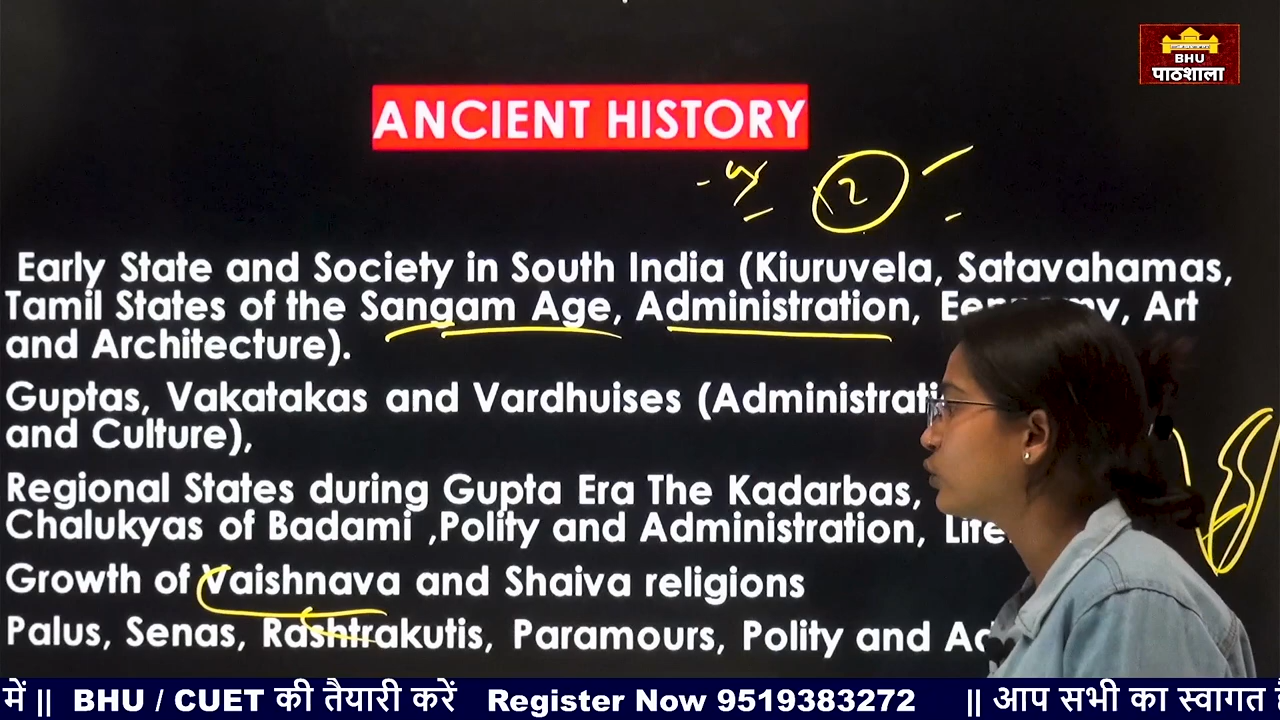 BHU
पाठशाला
ANCIENT HISTORY
2
Early State and Society in South India (Kiuruvela, Satavahamas,
Tamil States of the Sangam Age, Administration, Art
and Architecture).
Guptas, Vakatakas and Vardhuises
and Culture),
Regional States during Gupta Era The Kadarbas,
Chalukyas of Badami ,Polity and Administration,
Growth of Vaishnava and Shaiva religions
Palus, Senas, Rashtrakutis, Paramours, Polity and
में || BHU / CUET की तैयारी करें Register Now 9519383272 || आप सभी का स्वागत